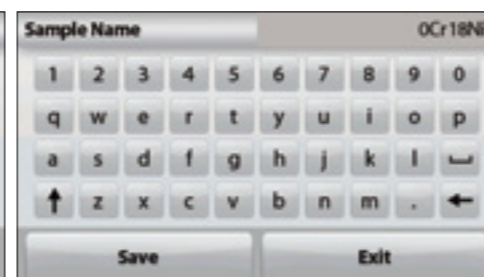 Sample Name 0Cr18Ni
1 2 3 4 5 6 7 8 9 0
q w e r t y u i o p
a s d f g h j k l
z x c v b n m .
Save Exit